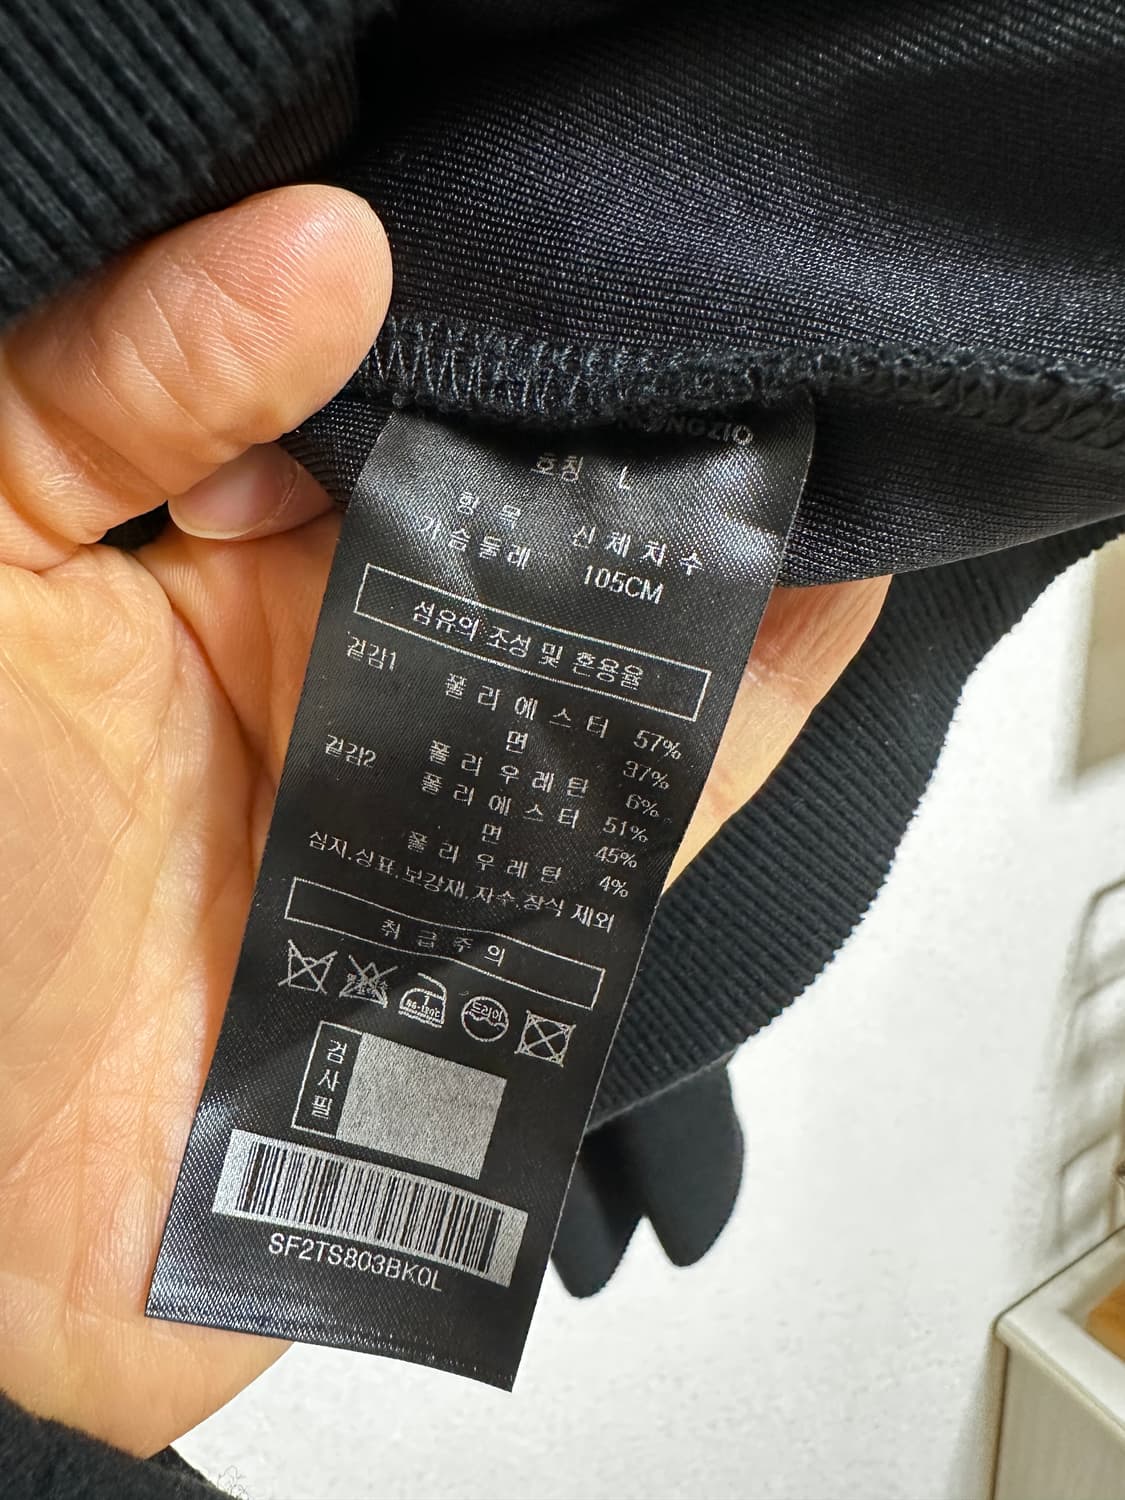 호칭 L
항목 신체치수
가슴둘레 105CM
섬유의 조성 및 혼용율
겉감1 폴리에스터 57%
면 37%
폴리우레탄 6%
겉감2 폴리에스터 51%
면 45%
폴리우레탄 4%
심지.상표.보강재.자수.장식 제외
취급주의
드라이
검사필
SF2TS803BK0L